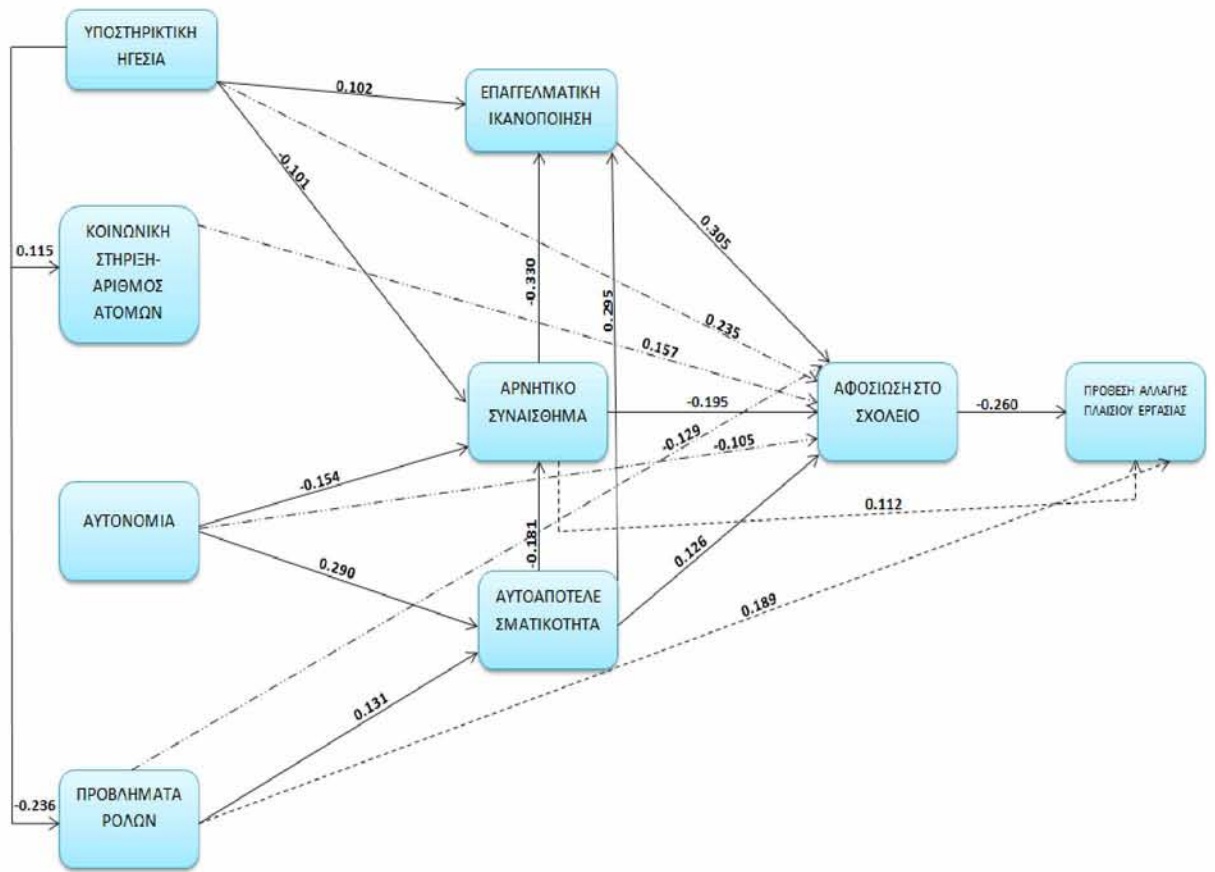 ΥΠΟΣΤΗΡΙΚΤΙΚΗ
ΗΓΕΣΙΑ
0.102
ΕΠΑΓΓΕΛΜΑΤΙΚΗ
ΙΚΑΝΟΠΟΙΗΣΗ
-0.101
0.115
ΚΟΙΝΩΝΙΚΗ
ΣΤΗΡΙΞΗ-
ΑΡΙΘΜΟΣ
ΑΤΟΜΩΝ
0.305
-0.330
0.295
0.235
0.157
ΑΡΝΗΤΙΚΟ
ΣΥΝΑΙΣΘΗΜΑ
-0.195
ΑΦΟΣΙΩΣΗ ΣΤΟ
ΣΧΟΛΕΙΟ
-0.260
ΠΡΟΘΕΣΗ ΑΛΛΑΓΗΣ
ΠΛΑΙΣΙΟΥ ΕΡΓΑΣΙΑΣ
-0.129
-0.105
-0.154
ΑΥΤΟΝΟΜΙΑ
0.112
-0.181
0.290
0.126
ΑΥΤΟΑΠΟΤΕΛΕ
ΣΜΑΤΙΚΟΤΗΤΑ
0.189
0.131
-0.236
ΠΡΟΒΛΗΜΑΤΑ
ΡΟΛΩΝ